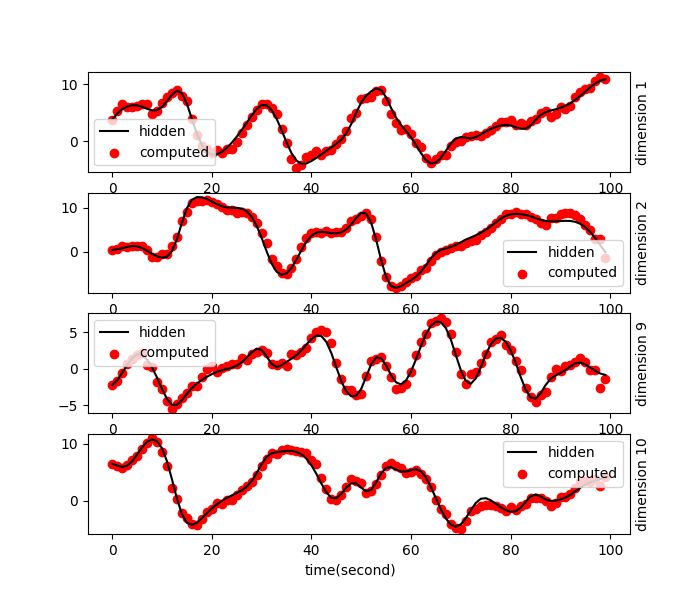 10
0
hidden
computed
dimension 1
0 20 40 60 80 100
10
0
hidden
computed
dimension 2
0 20 40 60 80 100
5
0
−5
hidden
computed
dimension 9
0 20 40 60 80 100
10
0
hidden
computed
dimension 10
0 20 40 60 80 100
time(second)